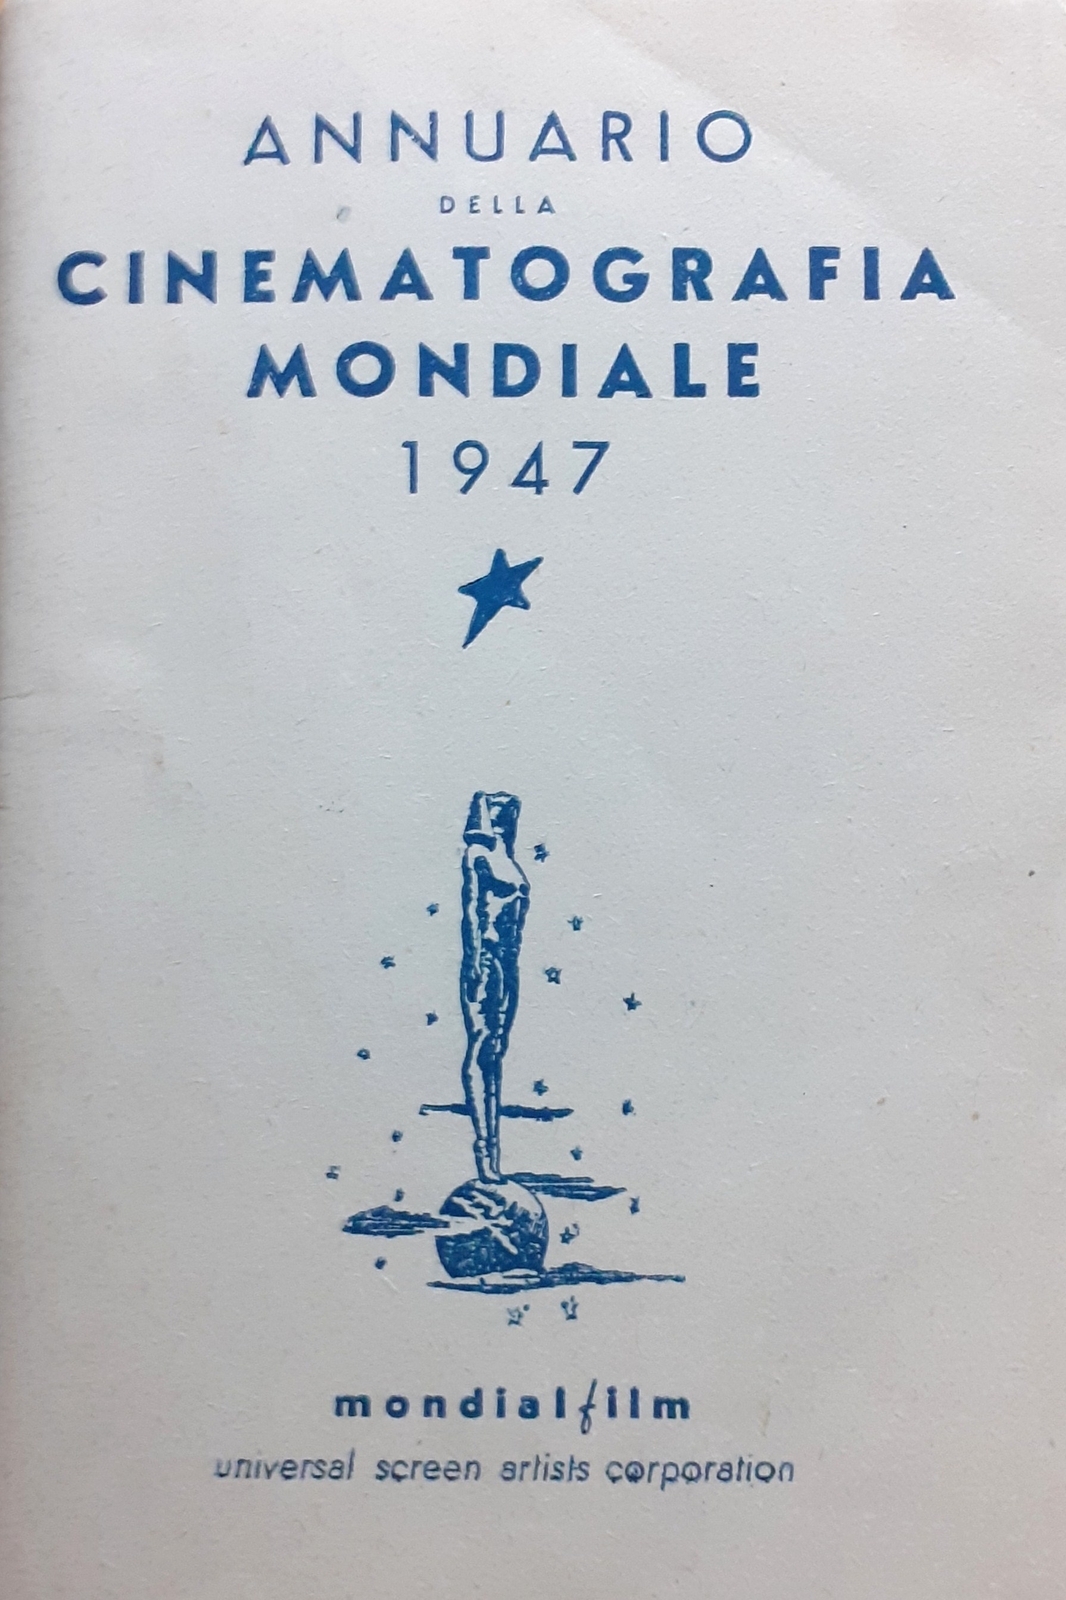 ANNUARIO
DELLA
CINEMATOGRAFIA
MONDIALE
1947
mondialfilm
universal screen artists corporation